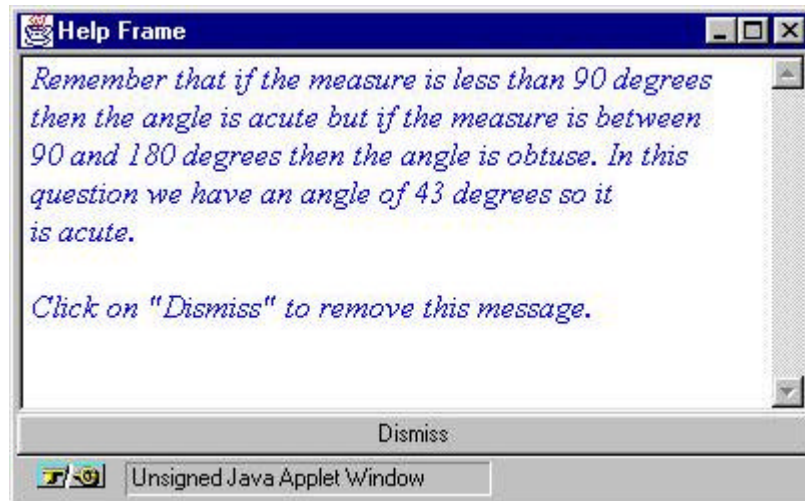 Help Frame
Remember that if the measure is less than 90 degrees
then the angle is acute but if the measure is between
90 and 180 degrees then the angle is obtuse. In this
question we have an angle of 43 degrees so it
is acute.
Click on "Dismiss" to remove this message.
Dismiss
Unsigned Java Applet Window